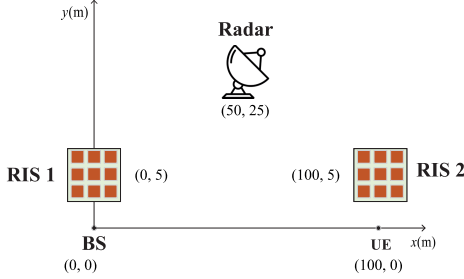 y(m)
Radar
(50, 25)
RIS 1
(0, 5)
(100, 5)
RIS 2
BS
UE
x(m)
(0, 0)
(100, 0)